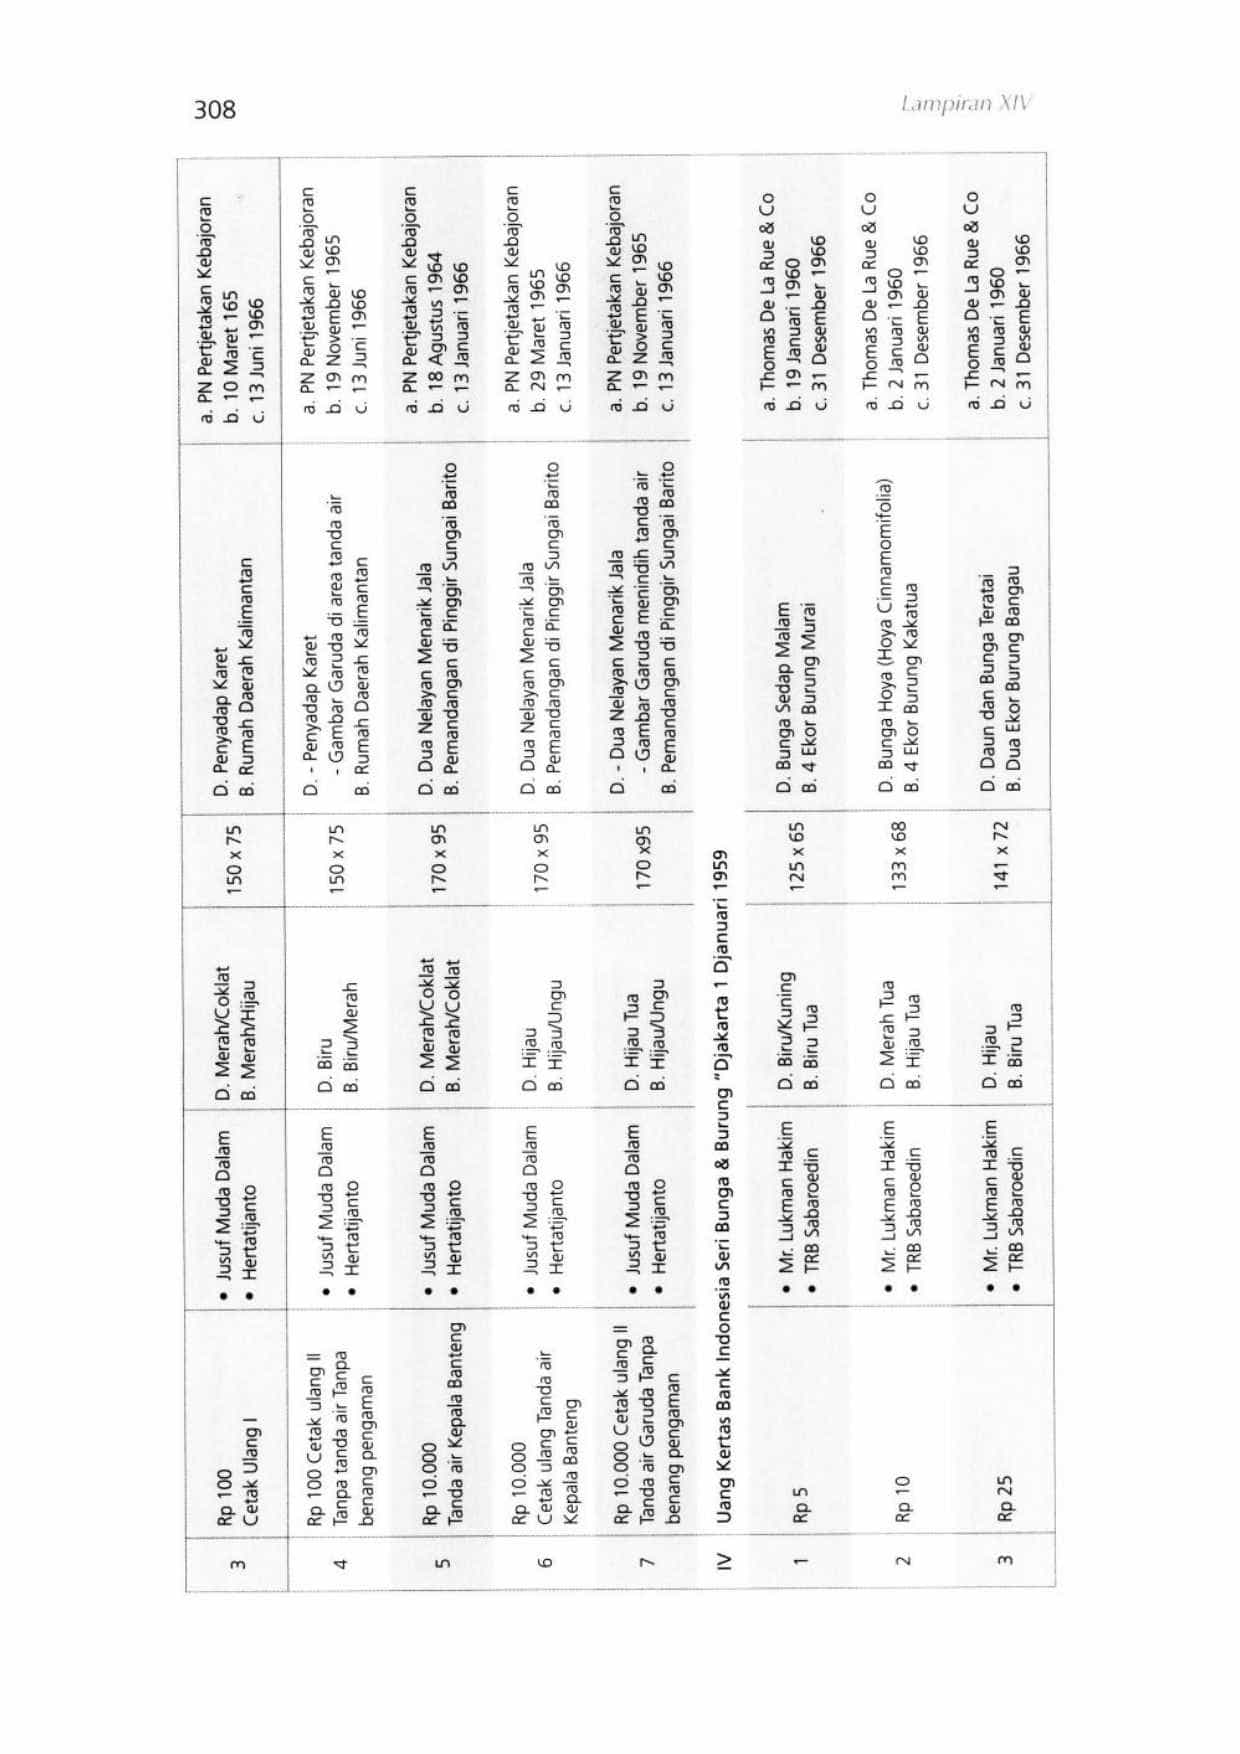 308
Lampiran XIV
3
Rp 100
Cetak Ulang I
• Jusuf Muda Dalam
• Hertatijanto
D. Merah/Coklat
B. Merah/Hijau
150 x 75
D. Penyadap Karet
B. Rumah Daerah Kalimantan
a. PN Pertjetakan Kebajoran
b. 10 Maret 165
c. 13 Juni 1966
4
Rp 100 Cetak ulang II
Tanpa tanda air Tanpa
benang pengaman
• Jusuf Muda Dalam
• Hertatijanto
D. Biru
B. Biru/Merah
150 x 75
D. - Penyadap Karet
- Gambar Garuda di area tanda air
B. Rumah Daerah Kalimantan
a. PN Pertjetakan Kebajoran
b. 19 November 1965
c. 13 Juni 1966
5
Rp 10.000
Tanda air Kepala Banteng
• Jusuf Muda Dalam
• Hertatijanto
D. Merah/Coklat
B. Merah/Coklat
170 x 95
D. Dua Nelayan Menarik Jala
B. Pemandangan di Pinggir Sungai Barito
a. PN Pertjetakan Kebajoran
b. 18 Agustus 1964
c. 13 Januari 1966
6
Rp 10.000
Cetak ulang Tanda air
Kepala Banteng
• Jusuf Muda Dalam
• Hertatijanto
D. Hijau
B. Hijau/Ungu
170 x 95
D. Dua Nelayan Menarik Jala
B. Pemandangan di Pinggir Sungai Barito
a. PN Pertjetakan Kebajoran
b. 29 Maret 1965
c. 13 Januari 1966
7
Rp 10.000 Cetak ulang II
Tanda air Garuda Tanpa
benang pengaman
• Jusuf Muda Dalam
• Hertatijanto
D. Hijau Tua
B. Hijau/Ungu
170 x95
D. - Dua Nelayan Menarik Jala
- Gambar Garuda menindih tanda air
B. Pemandangan di Pinggir Sungai Barito
a. PN Pertjetakan Kebajoran
b. 19 November 1965
c. 13 Januari 1966
IV Uang Kertas Bank Indonesia Seri Bunga & Burung "Djakarta 1 Djanuari 1959
1
Rp 5
• Mr. Lukman Hakim
• TRB Sabaroedin
D. Biru/Kuning
B. Biru Tua
125 x 65
D. Bunga Sedap Malam
B. 4 Ekor Burung Murai
a. Thomas De La Rue & Co
b. 19 Januari 1960
c. 31 Desember 1966
2
Rp 10
• Mr. Lukman Hakim
• TRB Sabaroedin
D. Merah Tua
B. Hijau Tua
133 x 68
D. Bunga Hoya (Hoya Cinnamomifolia)
B. 4 Ekor Burung Kakatua
a. Thomas De La Rue & Co
b. 2 Januari 1960
c. 31 Desember 1966
3
Rp 25
• Mr. Lukman Hakim
• TRB Sabaroedin
D. Hijau
B. Biru Tua
141 x 72
D. Daun dan Bunga Teratai
B. Dua Ekor Burung Bangau
a. Thomas De La Rue & Co
b. 2 Januari 1960
c. 31 Desember 1966